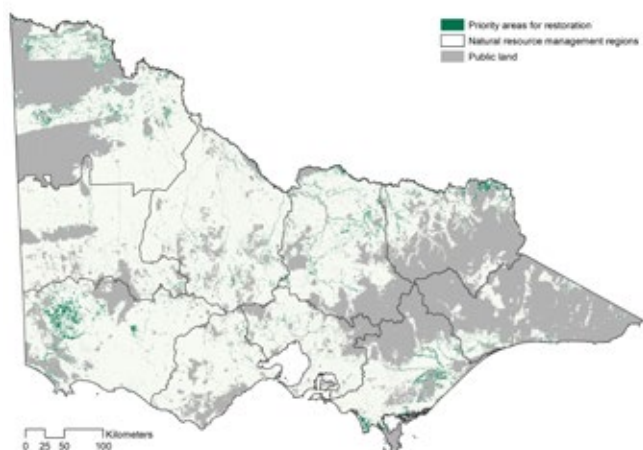 Priority areas for restoration
Natural resource management regions
Public land
Kilometers
0 25 50 100